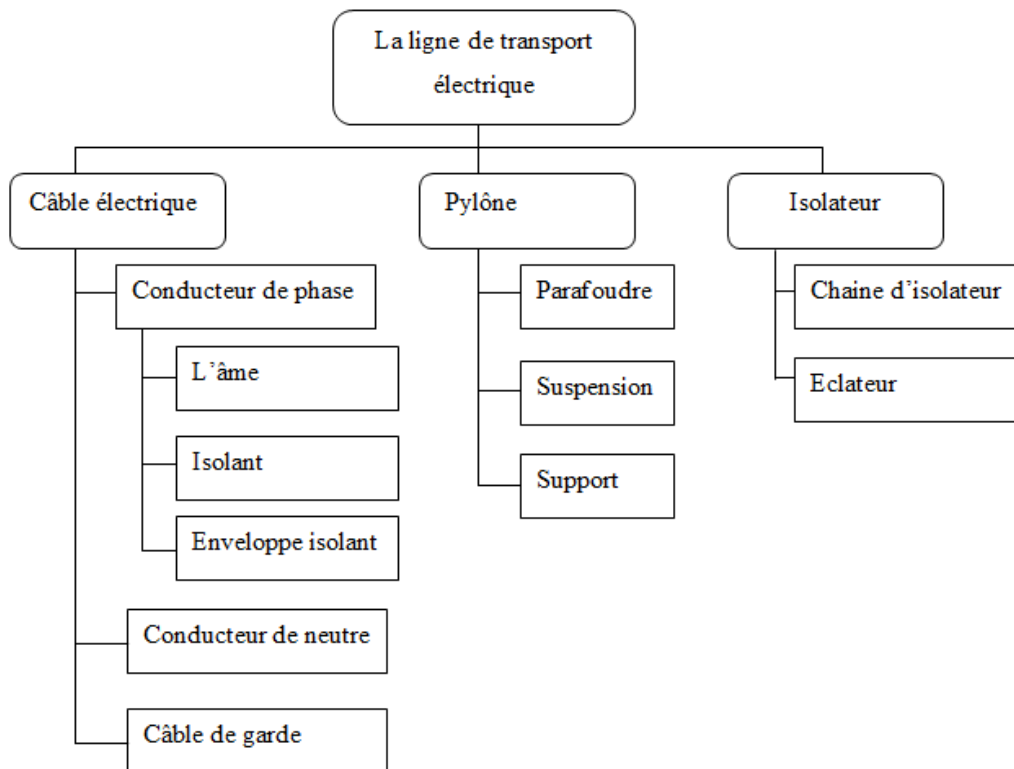 La ligne de transport
électrique
Câble électrique
Pylône
Isolateur
Conducteur de phase
Parafoudre
Chaine d’isolateur
L’âme
Suspension
Eclateur
Isolant
Support
Enveloppe isolant
Conducteur de neutre
Câble de garde